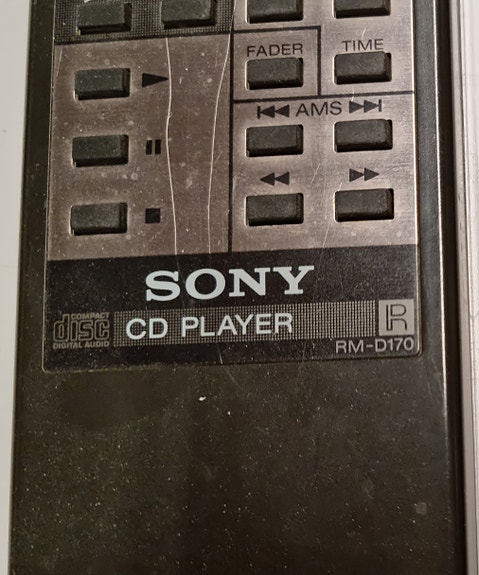 FADER TIME
AMS
SONY
COMPACT
disc
DIGITAL AUDIO
CD PLAYER
R
RM-D170